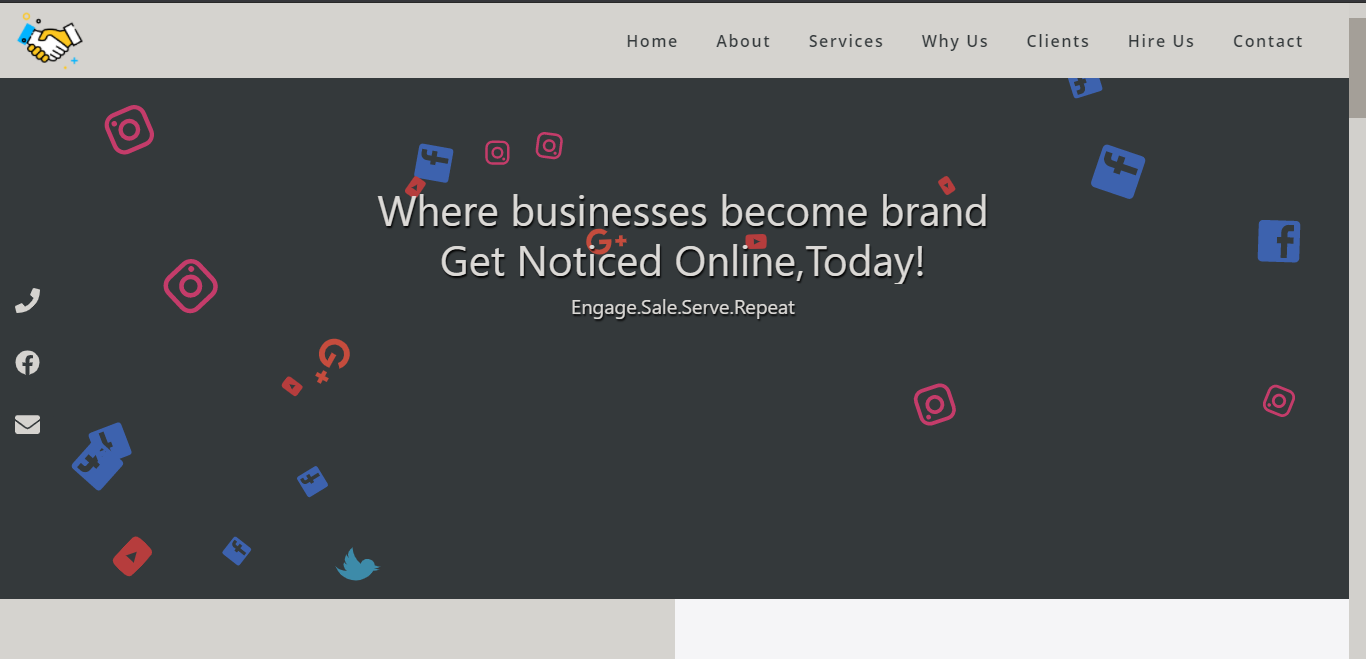 Home About Services Why Us Clients Hire Us Contact
Where businesses become brand
Get Noticed Online,Today!
Engage.Sale.Serve.Repeat